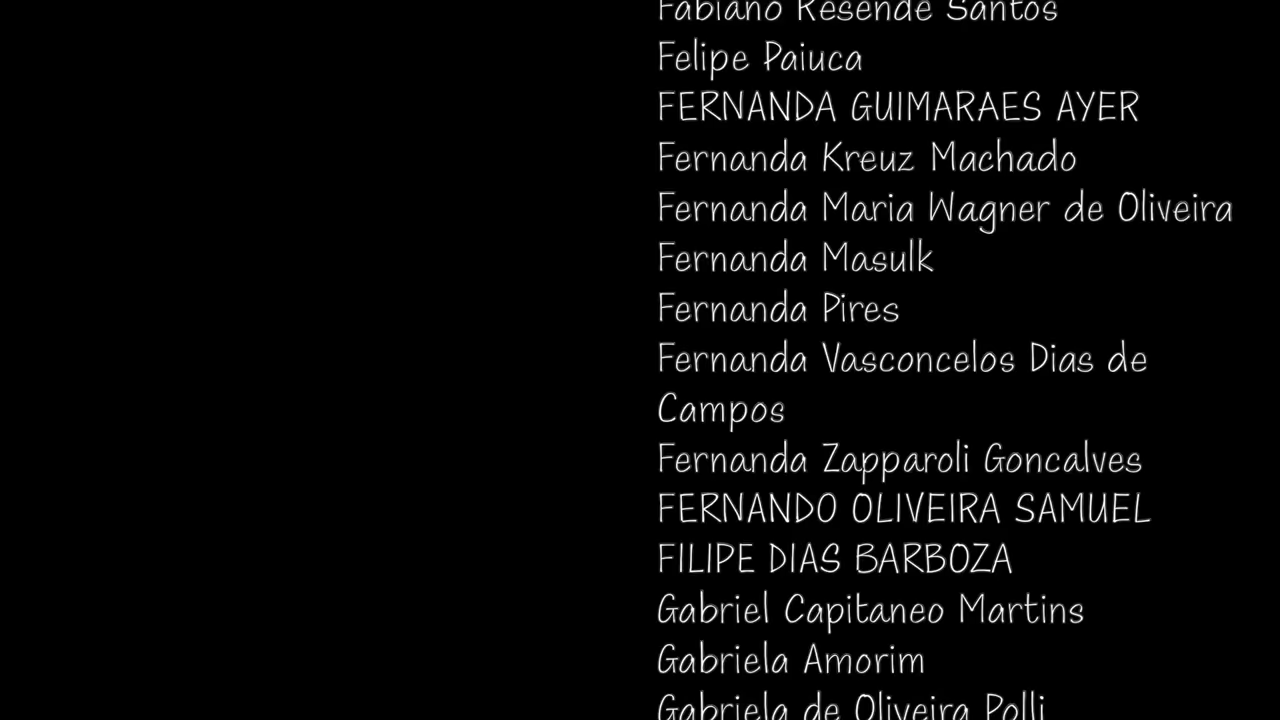 Fabiano Resende Santos
Felipe Paiuca
FERNANDA GUIMARAES AYER
Fernanda Kreuz Machado
Fernanda Maria Wagner de Oliveira
Fernanda Masulk
Fernanda Pires
Fernanda Vasconcelos Dias de
Campos
Fernanda Zapparoli Goncalves
FERNANDO OLIVEIRA SAMUEL
FILIPE DIAS BARBOZA
Gabriel Capitaneo Martins
Gabriela Amorim
Gabriela de Oliveira Polli